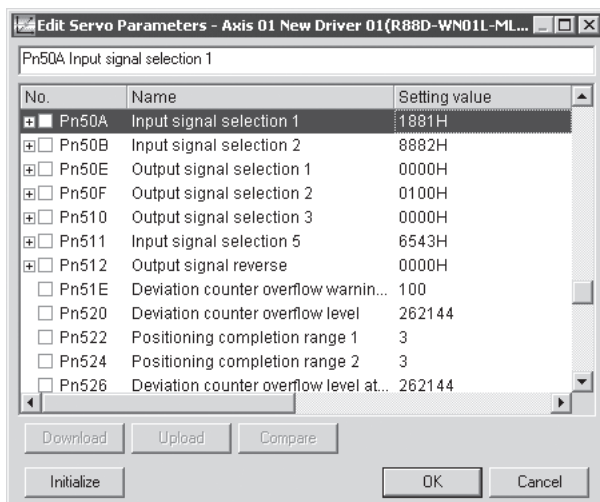 Edit Servo Parameters - Axis 01 New Driver 01(R88D-WN01L-ML...
Pn50A Input signal selection 1
No. Name Setting value
Pn50A Input signal selection 1 1881H
Pn50B Input signal selection 2 8882H
Pn50E Output signal selection 1 0000H
Pn50F Output signal selection 2 0100H
Pn510 Output signal selection 3 0000H
Pn511 Input signal selection 5 6543H
Pn512 Output signal reverse 0000H
Pn51E Deviation counter overflow warnin... 100
Pn520 Deviation counter overflow level 262144
Pn522 Positioning completion range 1 3
Pn524 Positioning completion range 2 3
Pn526 Deviation counter overflow level at... 262144
Download Upload Compare
Initialize OK Cancel